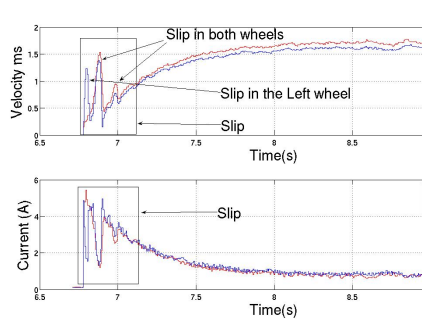 2
1.5
1
0.5
0
Velocity ms
Slip in both wheels
Slip in the Left wheel
Slip
6.5
7
7.5
8
8.5
Time(s)
6
4
2
0
Current (A)
Slip
6.5
7
7.5
8
8.5
Time(s)